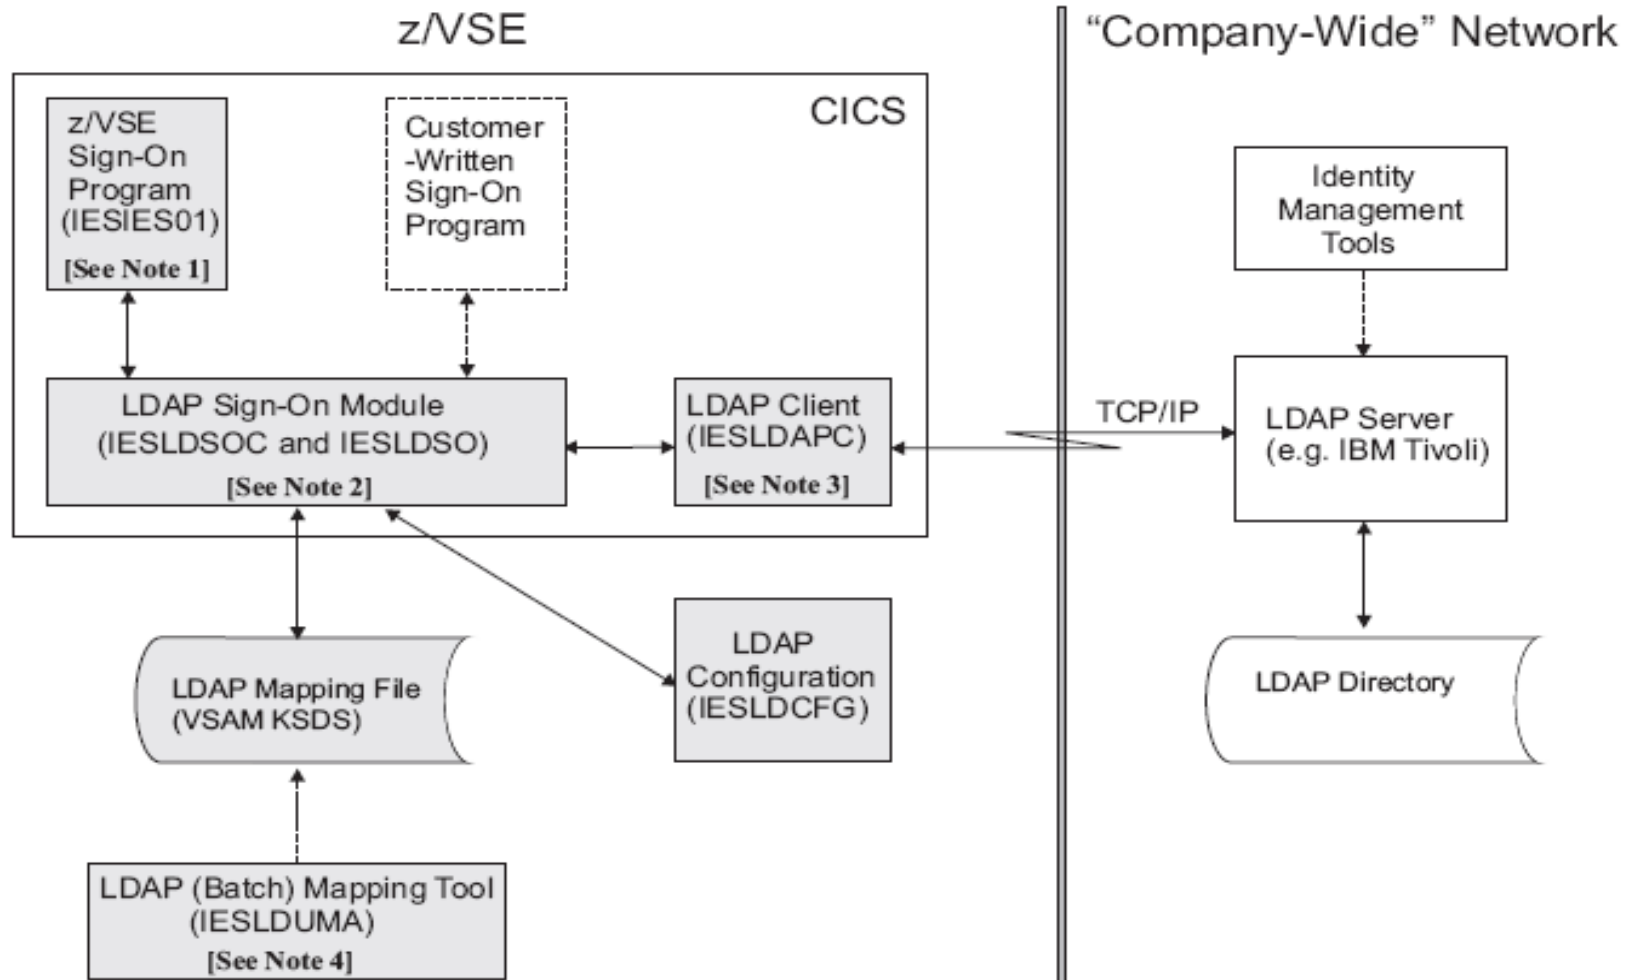 z/VSE
"Company-Wide" Network
CICS
z/VSE
Sign-On
Program
(IESIES01)
[See Note 1]
Customer
-Written
Sign-On
Program
Identity
Management
Tools
LDAP Sign-On Module
(IESLDSOC and IESLDSO)
[See Note 2]
LDAP Client
(IESLDAPC)
[See Note 3]
TCP/IP
LDAP Server
(e.g. IBM Tivoli)
LDAP Mapping File
(VSAM KSDS)
LDAP
Configuration
(IESLDCFG)
LDAP Directory
LDAP (Batch) Mapping Tool
(IESLDUMA)
[See Note 4]